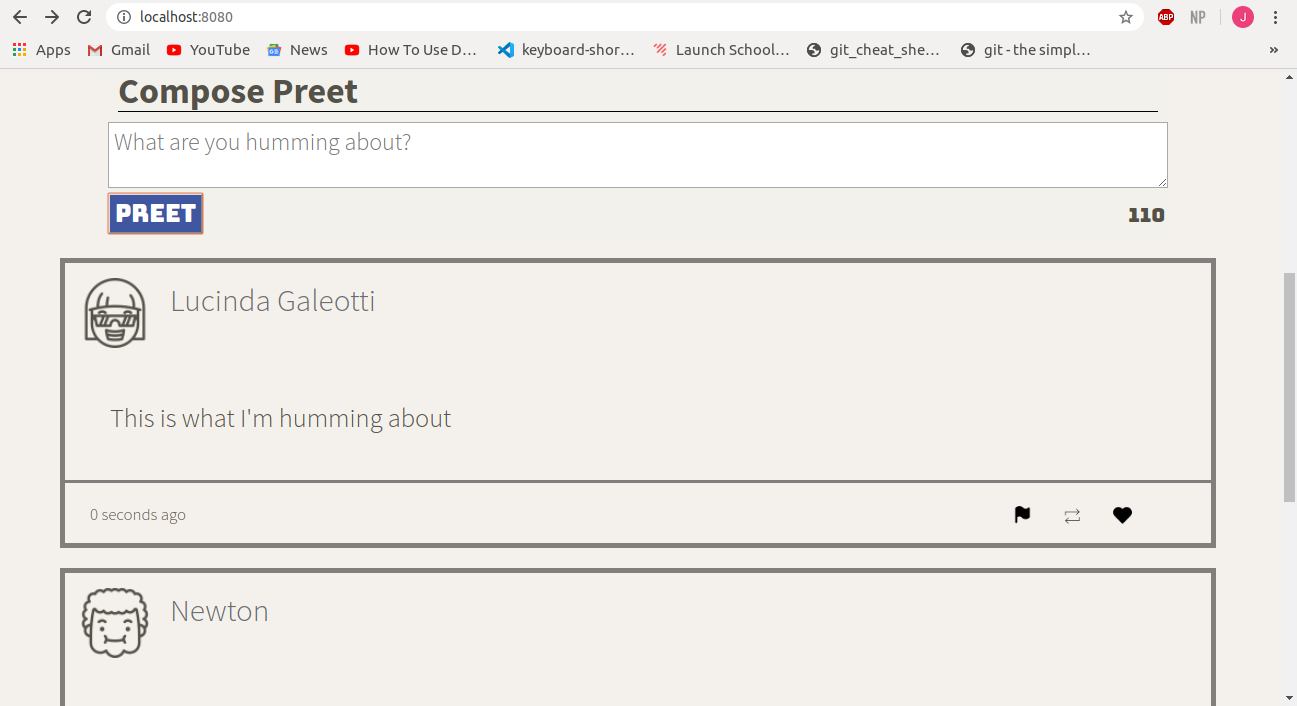 localhost:8080
ABP
NP
J
Apps Gmail YouTube News How To Use D... keyboard-shor... Launch School... git_cheat_she... git - the simpl... »
Compose Preet
What are you humming about?
PREET 110
Lucinda Galeotti
This is what I'm humming about
0 seconds ago
Newton